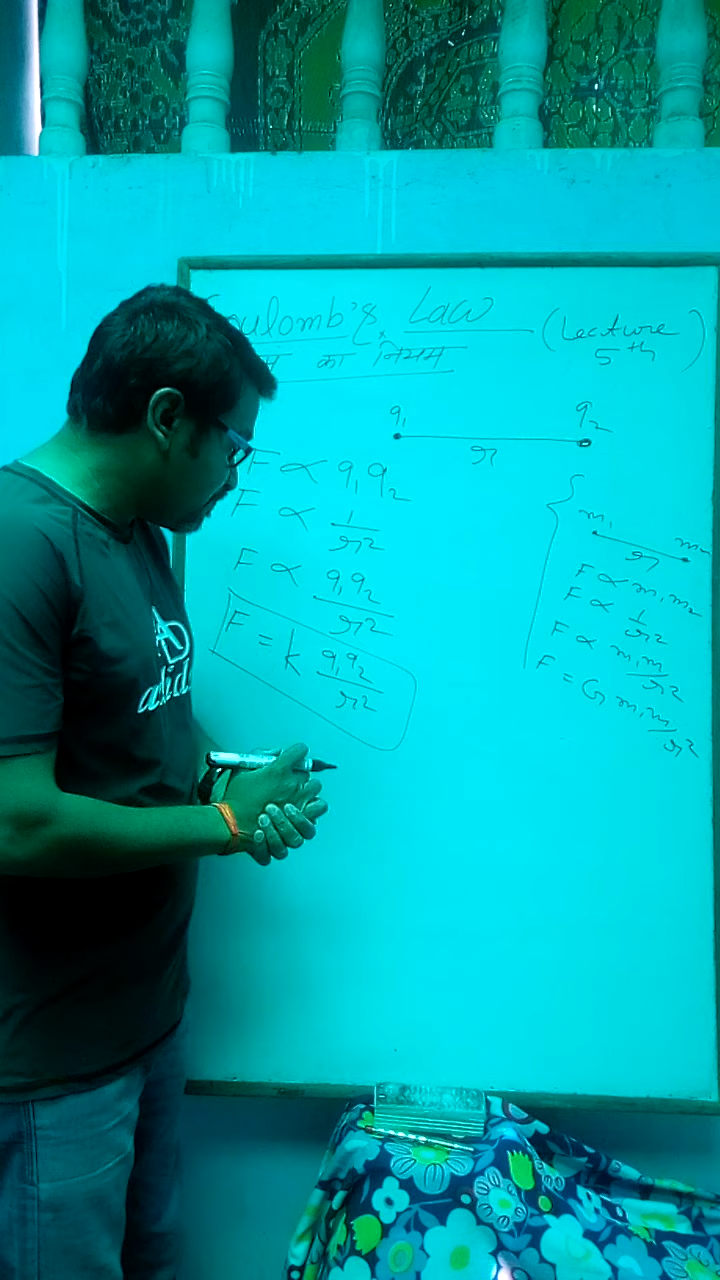 Coulomb's Law (Lecture 5th)
का नियम
q₁ q₂
r
F ∝ q₁q₂
F ∝ 1/r²
F ∝ q₁q₂/r²
F = k q₁q₂/r²
m₁ m₂
r
F ∝ m₁m₂
F ∝ 1/r²
F ∝ m₁m₂/r²
F = G m₁m₂/r²